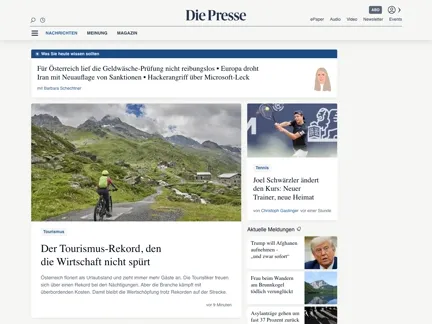 Die Presse
ABO
ePaper Audio Video Newsletter Events
NACHRICHTEN MEINUNG MAGAZIN
Was Sie heute wissen sollten
Für Österreich lief die Geldwäsche-Prüfung nicht reibungslos • Europa droht
Iran mit Neuauflage von Sanktionen • Hackerangriff über Microsoft-Leck
mit Barbara Schechtner
Tourismus
Der Tourismus-Rekord, den
die Wirtschaft nicht spürt
Österreich floriert als Urlaubsland und zieht immer mehr Gäste an. Die Touristiker freuen
sich über einen Rekord bei den Nächtigungen. Aber die Branche kämpft mit
überbordenden Kosten. Damit bleibt die Wertschöpfung trotz Rekorden auf der Strecke.
vor 9 Minuten
Tennis
Joel Schwärzler ändert
den Kurs: Neuer
Trainer, neue Heimat
von Christoph Gastinger vor einer Stunde
Aktuelle Meldungen
Trump will Afghanen
aufnehmen -
„und zwar sofort“
Frau beim Wandern
am Brunnkogel
tödlich verunglückt
Asylanträge gehen um
fast 37 Prozent zurück